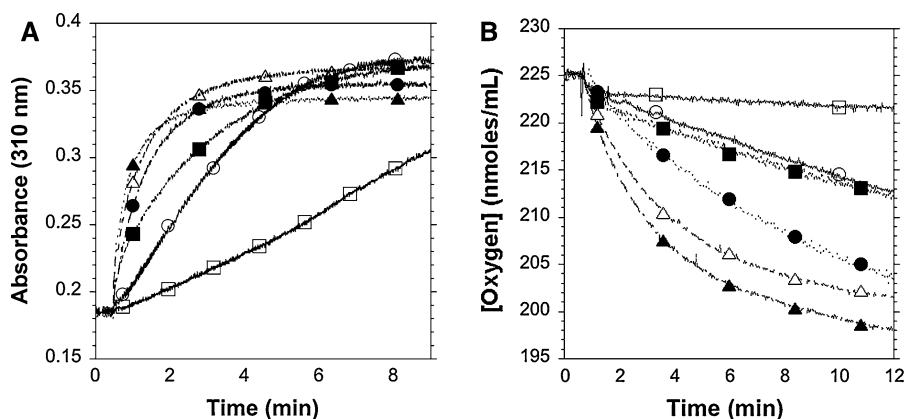 A
Absorbance (310 nm)
0.4
0.35
0.3
0.25
0.2
0.15
0 2 4 6 8
Time (min)
B
[Oxygen] (nmoles/mL)
230
225
220
215
210
205
200
195
0 2 4 6 8 10 12
Time (min)